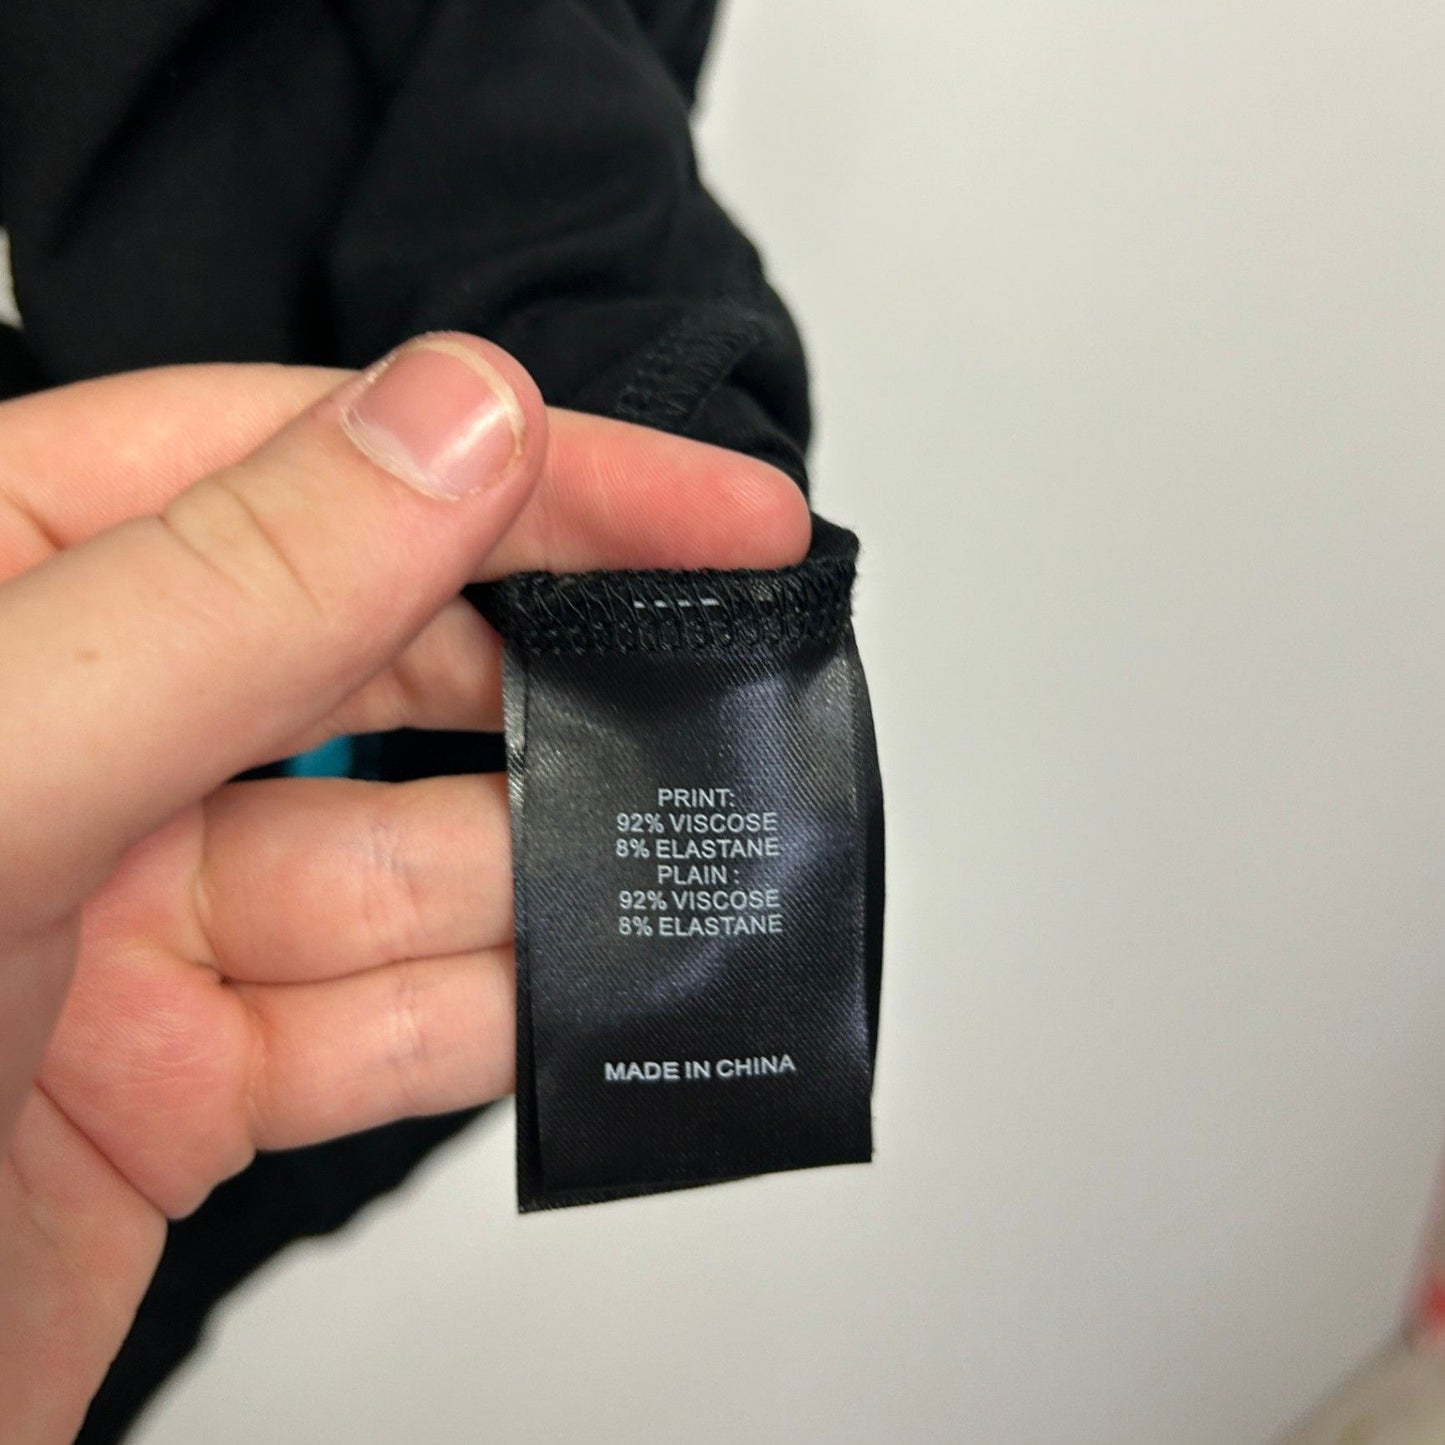 PRINT:
92% VISCOSE
8% ELASTANE
PLAIN :
92% VISCOSE
8% ELASTANE
MADE IN CHINA